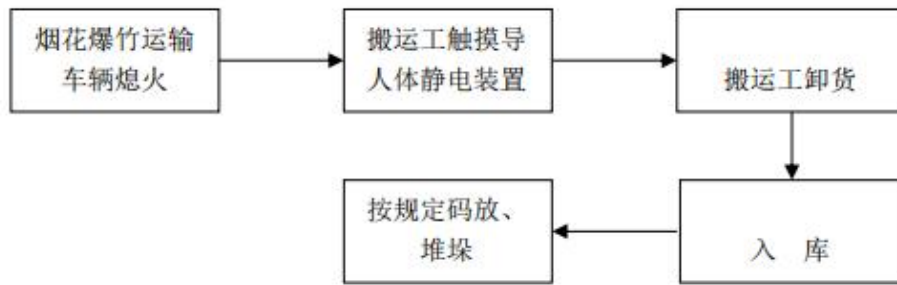 烟花爆竹运输
车辆熄火
搬运工触摸导
人体静电装置
搬运工卸货
入 库
按规定码放、
堆垛